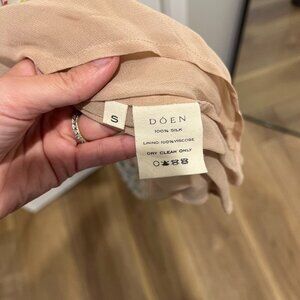 S
DÔEN
100% SILK
LINING 100% VISCOSE
DRY CLEAN ONLY